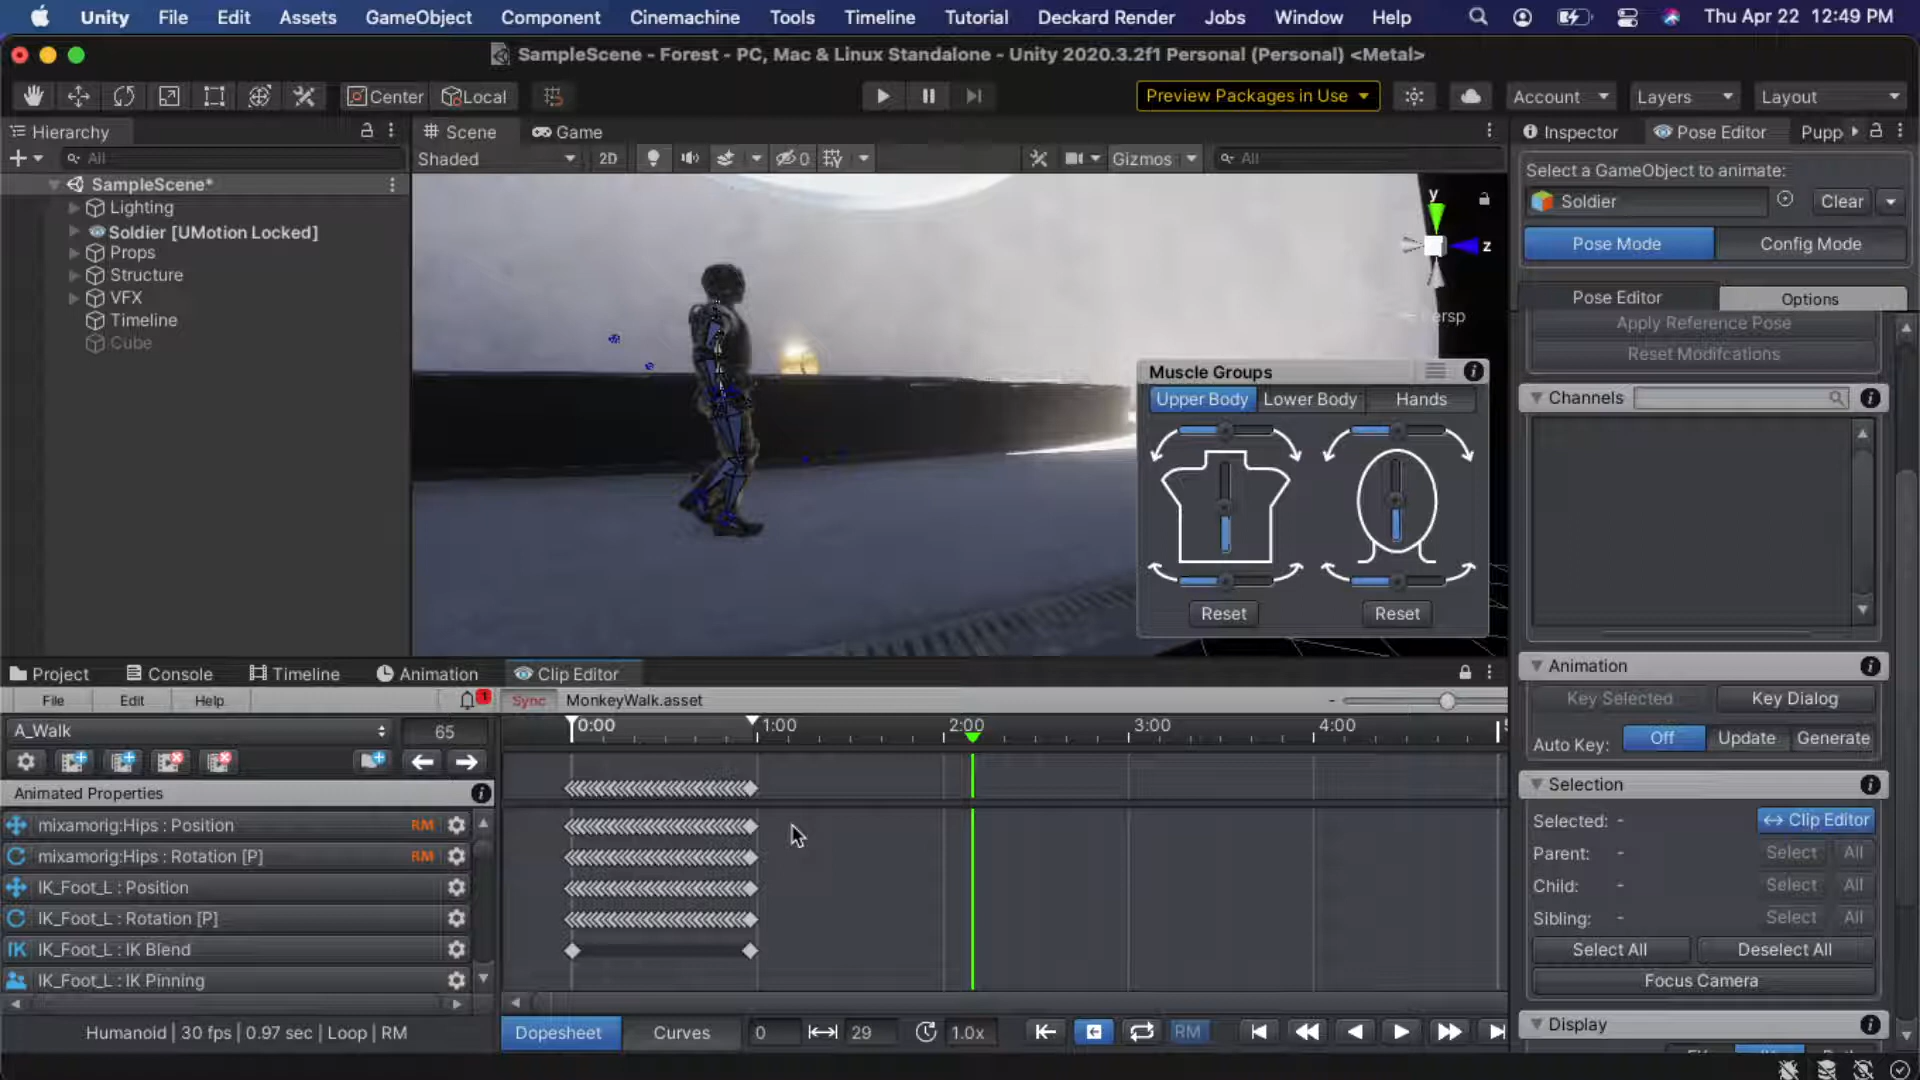 Unity File Edit Assets GameObject Component Cinemachine Tools Timeline Tutorial Deckard Render Jobs Window Help Thu Apr 22 12:49 PM
SampleScene - Forest - PC, Mac & Linux Standalone - Unity 2020.3.2f1 Personal (Personal) <Metal>
Center Local Preview Packages in Use Account Layers Layout
Hierarchy
All
SampleScene*
Lighting
Soldier [UMotion Locked]
Props
Structure
VFX
Timeline
Cube
Scene Game
Shaded 2D 0 Gizmos All
y
z
Muscle Groups
Upper Body Lower Body Hands
Reset Reset
Inspector Pose Editor Pupp
Select a GameObject to animate:
Soldier Clear
Pose Mode Config Mode
Pose Editor Options
Apply Reference Pose
Reset Modifcations
Channels
Animation
Key Selected Key Dialog
Auto Key: Off Update Generate
Selection
Selected: - Clip Editor
Parent: - Select All
Child: - Select All
Sibling: - Select All
Select All Deselect All
Focus Camera
Display
Project Console Timeline Animation Clip Editor
File Edit Help 1 Sync MonkeyWalk.asset
A_Walk 65
0:00 1:00 2:00 3:00 4:00
Animated Properties
mixamorig:Hips : Position RM
mixamorig:Hips : Rotation [P] RM
IK_Foot_L : Position
IK_Foot_L : Rotation [P]
IK IK_Foot_L : IK Blend
IK_Foot_L : IK Pinning
Humanoid | 30 fps | 0.97 sec | Loop | RM
Dopesheet Curves 0 29 1.0x RM